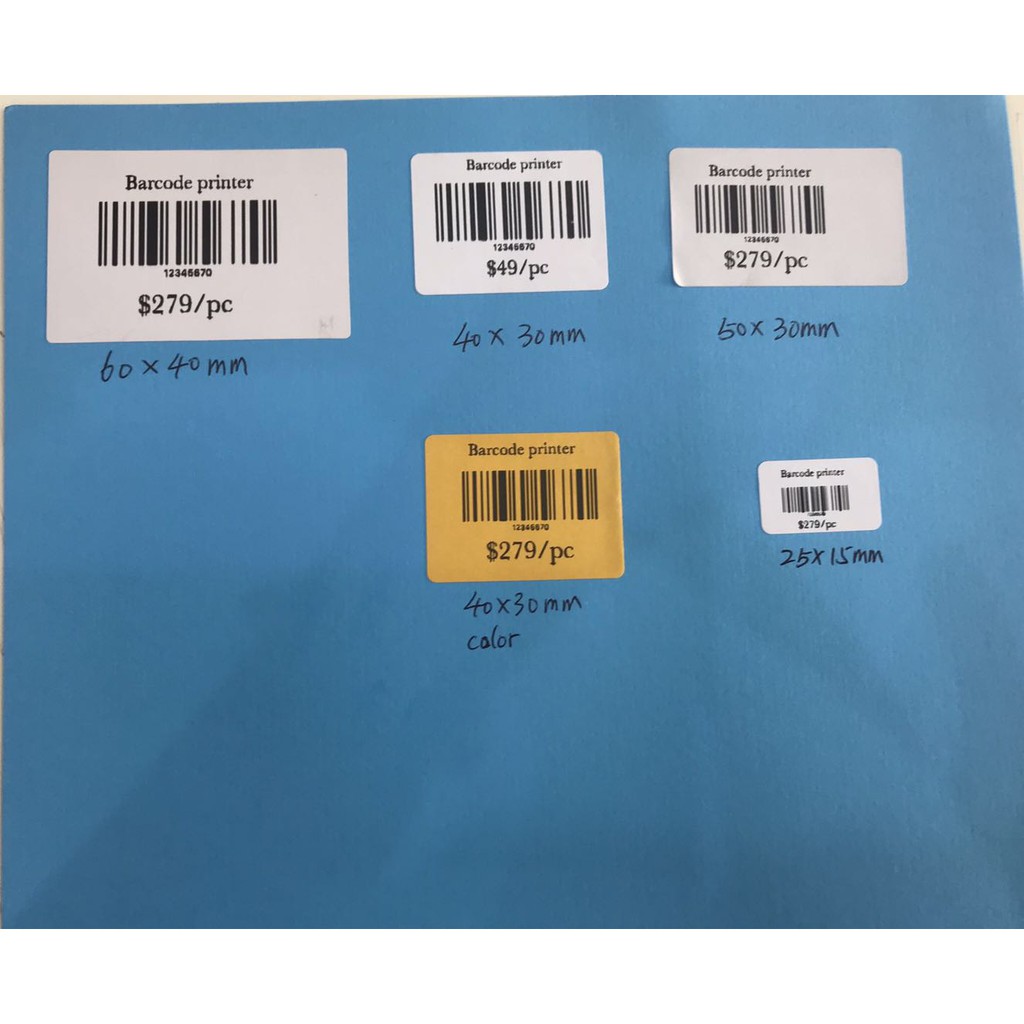 Barcode printer
12345670
$279/pc
60 x 40 mm
Barcode printer
12345670
$49/pc
40 x 30mm
Barcode printer
12345670
$279/pc
50 x 30mm
Barcode printer
12345670
$279/pc
40x30mm
color
Barcode printer
$279/pc
25x15mm